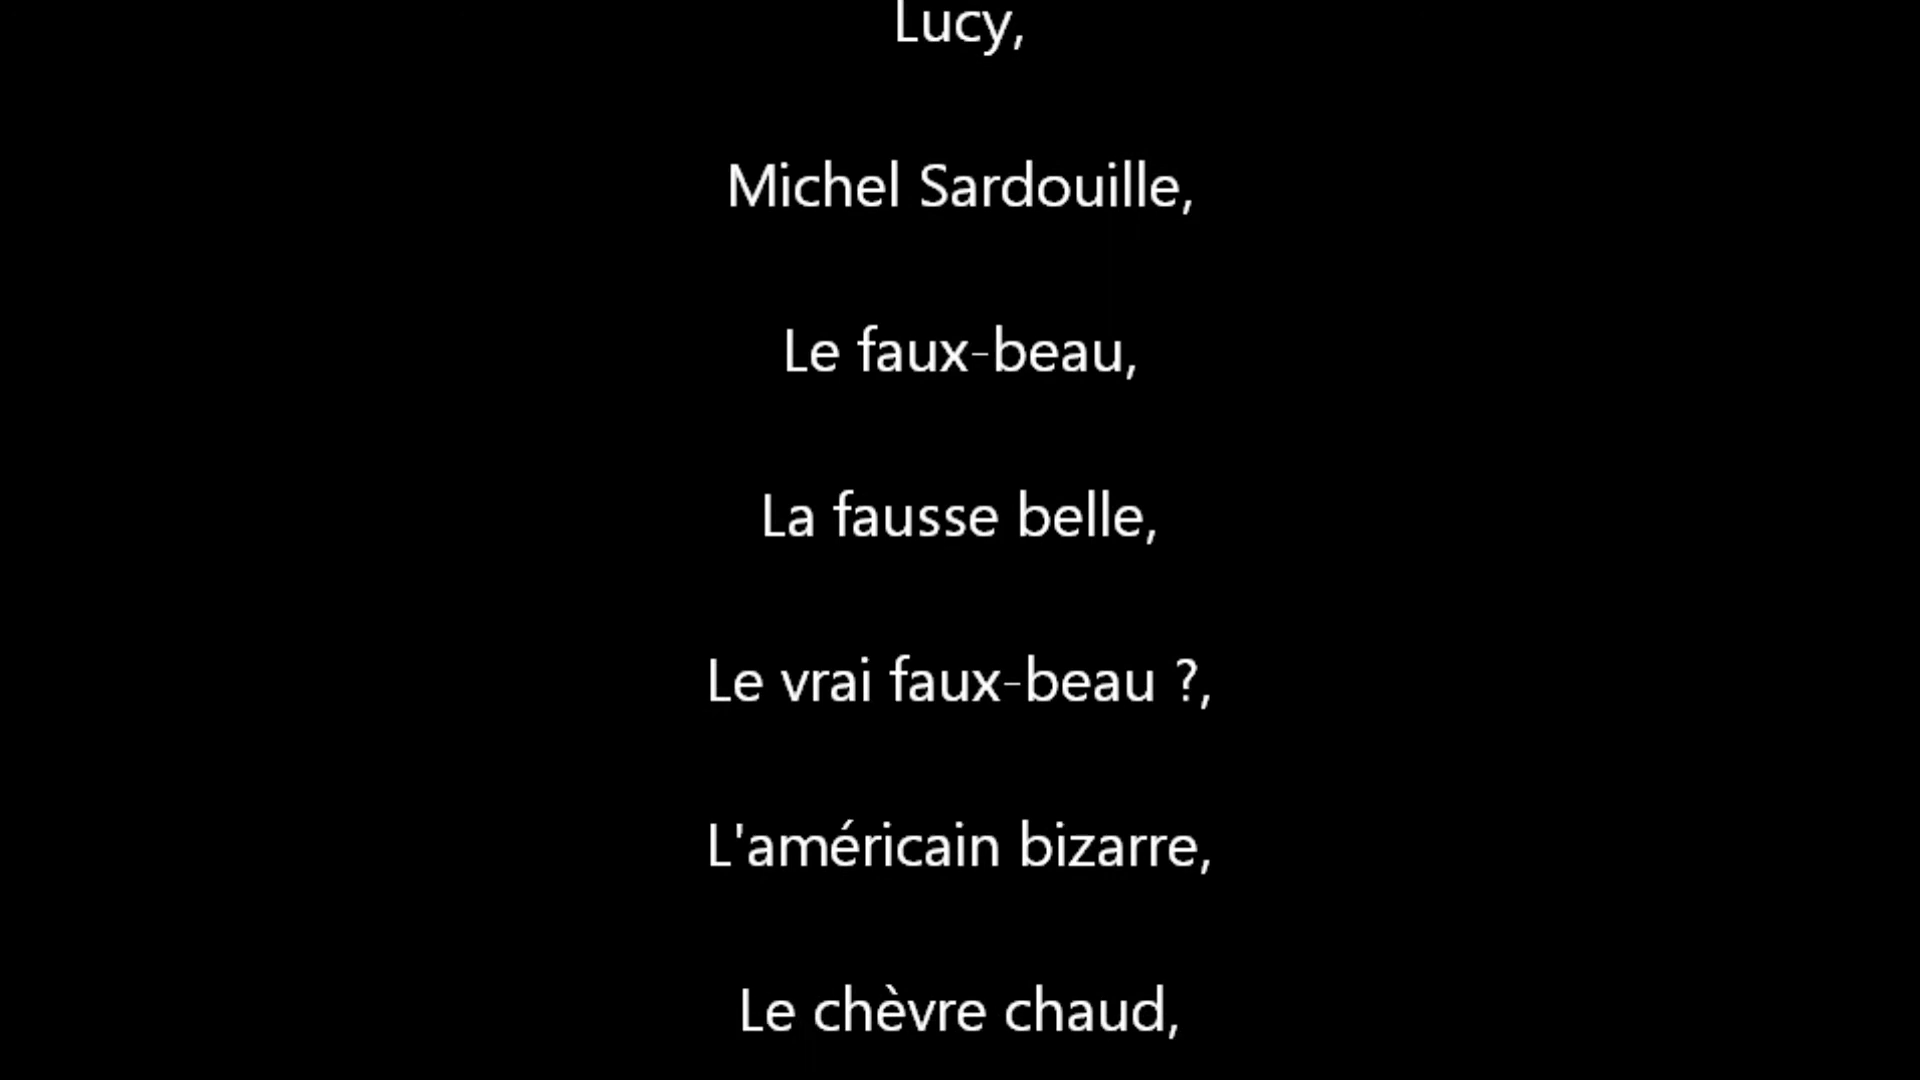 Lucy,
Michel Sardouille,
Le faux-beau,
La fausse belle,
Le vrai faux-beau ?,
L'américain bizarre,
Le chèvre chaud,